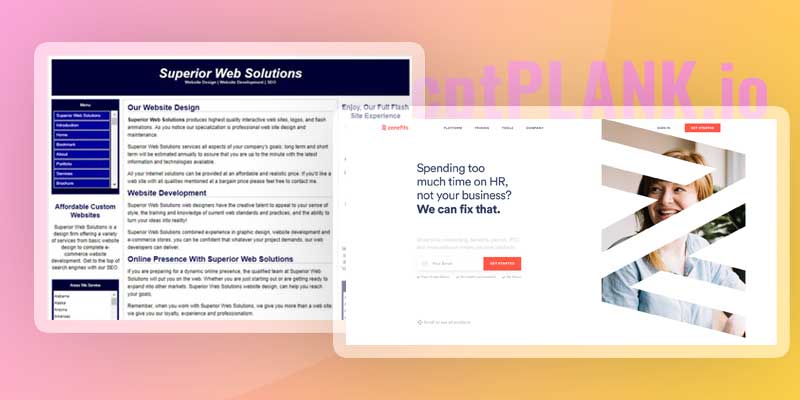 cptPLANK.io
Superior Web Solutions
Website Design | Website Development | SEO
Menu
Superior Web Solutions
Introduction
Home
Bookmark
About
Portfolio
Services
Brochure
Affordable Custom
Websites
Superior Web Solutions is a
design firm offering a
variety of services from basic
website design to complete e-
commerce website
development. Get to the top of
search engines with our SEO.
Areas We Service
Alabama
Alaska
Arizona
Arkansas
Our Website Design
Superior Web Solutions produces highest quality interactive web sites, logos, and flash
animations. As you notice our specialization is professional web site design and
maintenance.
Superior Web Solutions services all aspects of your company's goals: long term and short
term will be estimated annually to assure that you are up to the minute with the latest
information and technologies available.
All your Internet solutions can be provided at an affordable and realistic price. If you'd like a
web site with all qualities mentioned at a bargain price please feel free to contact me.
Website Development
Superior Web Solutions web designers have the creative talent to appeal to your sense of
style, the training and knowledge of current web standards and practices, and the ability to
turn your ideas into reality!
Superior Web Solutions combined experience in graphic design, website development and
e-commerce stores, you can be confident that whatever your project demands, our web
developers can deliver.
Online Presence With Superior Web Solutions
If you are preparing for a dynamic online presence, the qualified team at Superior Web
Solutions will put you on the web. Whether you are just starting out or are getting ready to
expand into other markets. Superior Web Solutions website design, can help you reach
your goals.
Remember, when you work with Superior Web Solutions, we give you more than a web site,
we give you our loyalty, experience and professionalism.
Enjoy, Our Full Flash
Site Experience
zenefits
PLATFORM
PRICING
TOOLS
COMPANY
SIGN IN
GET STARTED
Spending too
much time on HR,
not your business?
We can fix that.
Your Email
GET STARTED
Scroll to see all products